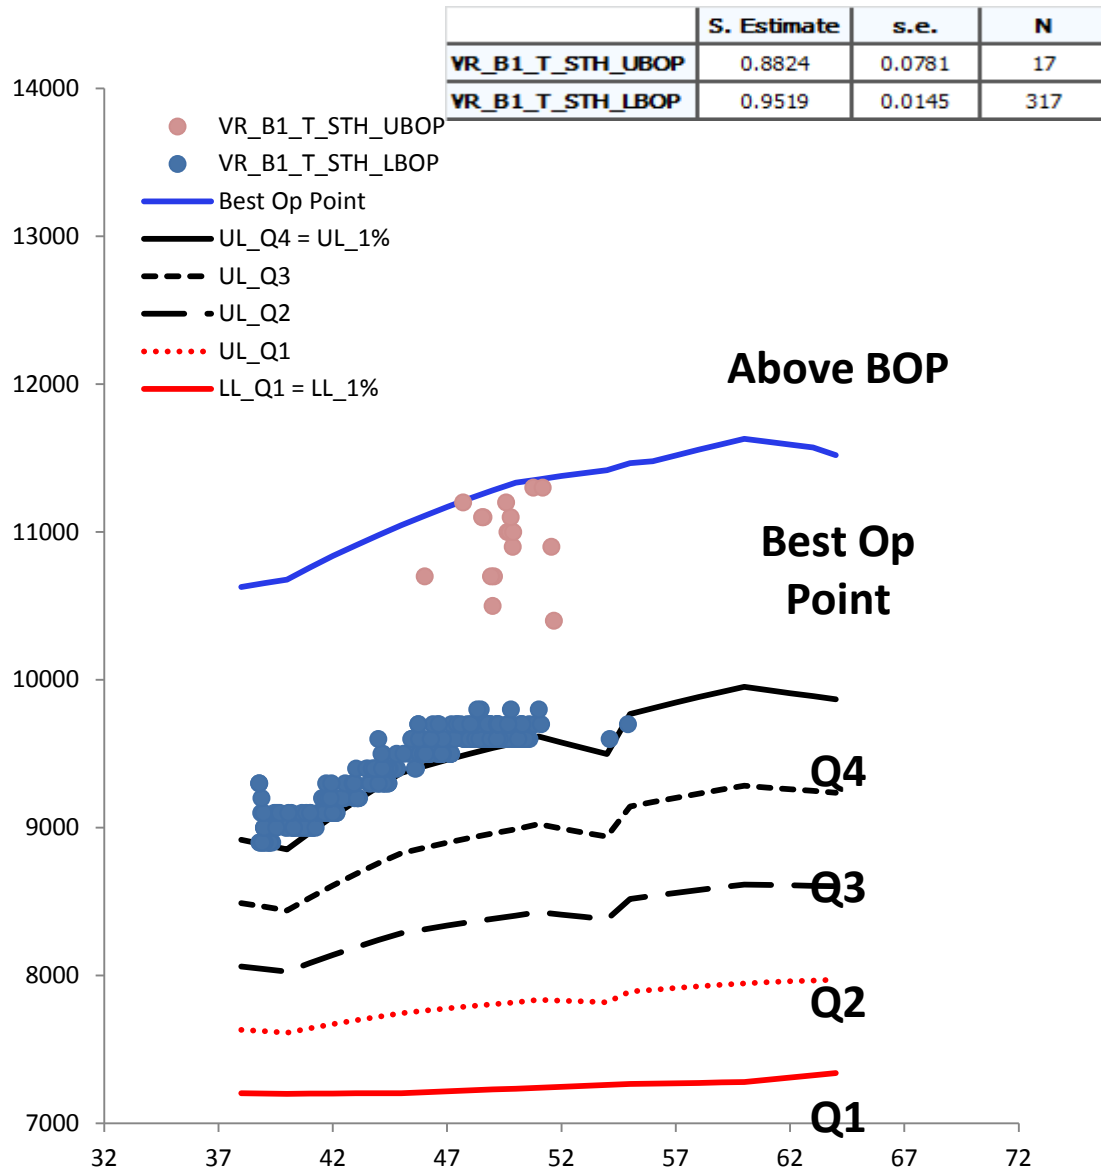 S. Estimate s.e. N
VR_B1_T_STH_UBOP 0.8824 0.0781 17
VR_B1_T_STH_LBOP 0.9519 0.0145 317
14000
VR_B1_T_STH_UBOP
VR_B1_T_STH_LBOP
Best Op Point
13000
UL_Q4 = UL_1%
UL_Q3
UL_Q2
UL_Q1
LL_Q1 = LL_1%
12000
Above BOP
11000
Best Op
Point
10000
Q4
9000
Q3
8000
Q2
7000
Q1
32 37 42 47 52 57 62 67 72